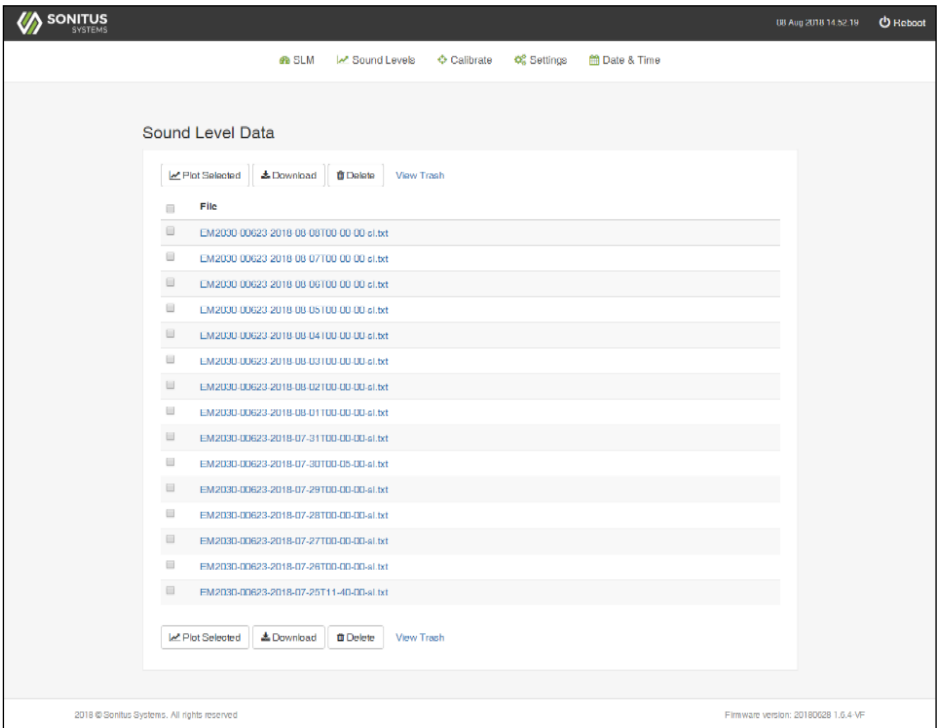 SONITUS
SYSTEMS
08 Aug 2018 14:52:19 Reboot
SLM Sound Levels Calibrate Settings Date & Time
Sound Level Data
Plot Selected Download Delete View Trash
File
EM2030-00623-2018-08-08T00-00-00-sl.txt
EM2030-00623-2018-08-07T00-00-00-sl.txt
EM2030-00623-2018-08-06T00-00-00-sl.txt
EM2030-00623-2018-08-05T00-00-00-sl.txt
EM2030-00623-2018-08-04T00-00-00-sl.txt
EM2030-00623-2018-08-03T00-00-00-sl.txt
EM2030-00623-2018-08-02T00-00-00-sl.txt
EM2030-00623-2018-08-01T00-00-00-sl.txt
EM2030-00623-2018-07-31T00-00-00-sl.txt
EM2030-00623-2018-07-30T00-05-00-sl.txt
EM2030-00623-2018-07-29T00-00-00-sl.txt
EM2030-00623-2018-07-28T00-00-00-sl.txt
EM2030-00623-2018-07-27T00-00-00-sl.txt
EM2030-00623-2018-07-26T00-00-00-sl.txt
EM2030-00623-2018-07-25T11-40-00-sl.txt
Plot Selected Download Delete View Trash
2018 © Sonitus Systems. All rights reserved Firmware version: 20180628 1.6.4-VF